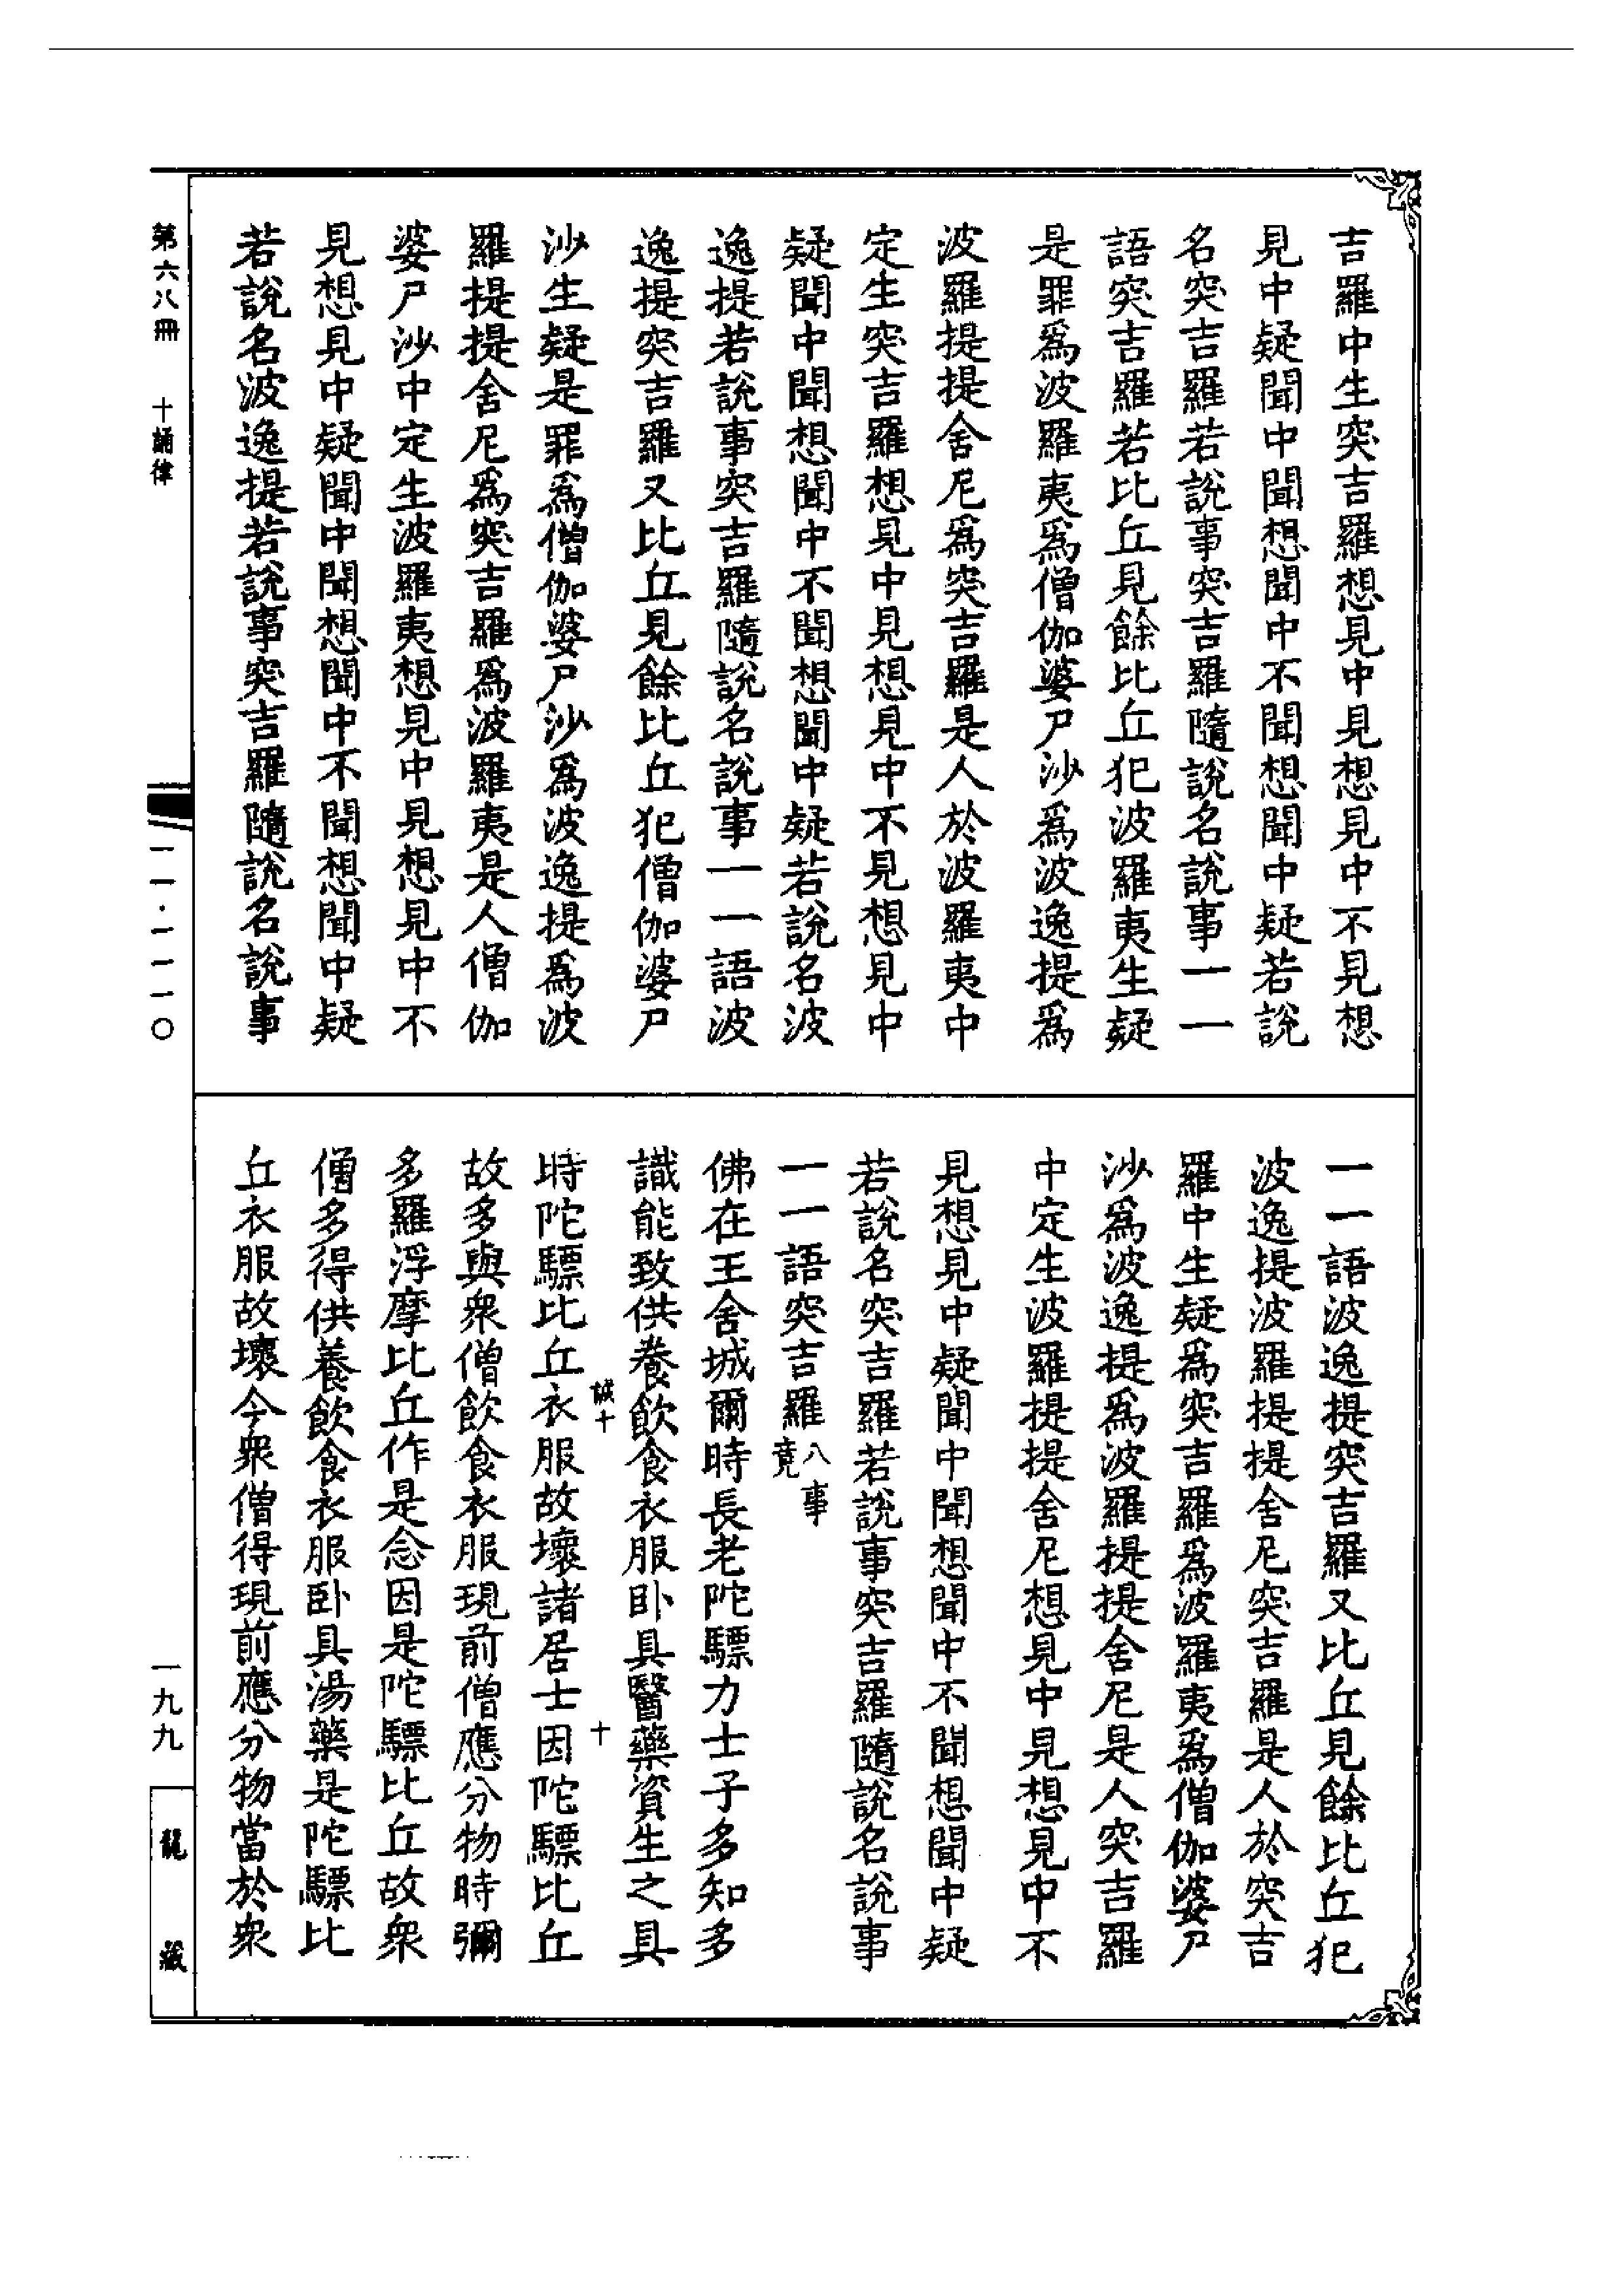 吉羅中生突吉羅想見中見想見中不見想
見中疑聞中聞想聞中不聞想聞中疑若說
名突吉羅若說事突吉羅隨說名說事一一
語突吉羅若比丘見餘比丘犯波羅夷生疑
是罪爲波羅夷爲僧伽婆尸沙爲波逸提爲
波羅提提舍尼爲突吉羅是人於波羅夷中
定生突吉羅想見中見想見中不見想見中
疑聞中聞想聞中不聞想聞中疑若說名波
逸提若說事突吉羅隨說名說事一一語波
逸提突吉羅又比丘見餘比丘犯僧伽婆尸
沙生疑是罪爲僧伽婆尸沙爲波逸提爲波
羅提提舍尼爲突吉羅爲波羅夷是人僧伽
婆尸沙中定生波羅夷想見中見想見中不
見想見中疑聞中聞想聞中不聞想聞中疑
若說名波逸提若說事突吉羅隨說名說事
一一語波逸提突吉羅又比丘見餘比丘犯
波逸提波羅提提舍尼突吉羅是人於突吉
羅中生疑爲突吉羅爲波羅夷爲僧伽婆尸
沙爲波逸提爲波羅提提舍尼是人突吉羅
中定生波羅提提舍尼想見中見想見中不
見想見中疑聞中聞想聞中不聞想聞中疑
若說名突吉羅若說事突吉羅隨說名說事
一一語突吉羅八事竟
佛在王舍城爾時長老陀驃力士子多知多
識能致供養飲食衣服卧具醫藥資生之具
誡十 十
時陀驃比丘衣服故壞諸居士因陀驃比丘
故多與衆僧飲食衣服現前僧應分物時彌
多羅浮摩比丘作是念因是陀驃比丘故衆
僧多得供養飲食衣服卧具湯藥是陀驃比
丘衣服故壞今衆僧得現前應分物當於衆
第六八冊 十誦律
一一·一一一〇
一九九
龍藏